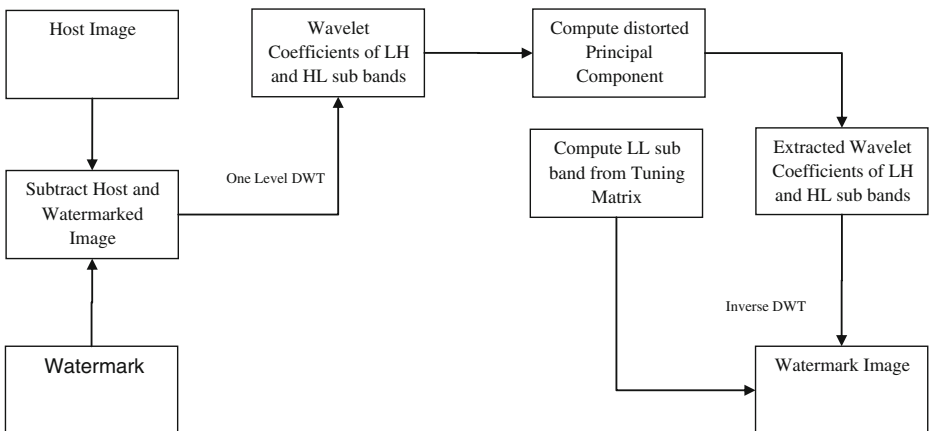 Host Image
Subtract Host and
Watermarked
Image
Watermark
One Level DWT
Wavelet
Coefficients of LH
and HL sub bands
Compute distorted
Principal
Component
Compute LL sub
band from Tuning
Matrix
Extracted Wavelet
Coefficients of LH
and HL sub bands
Inverse DWT
Watermark Image